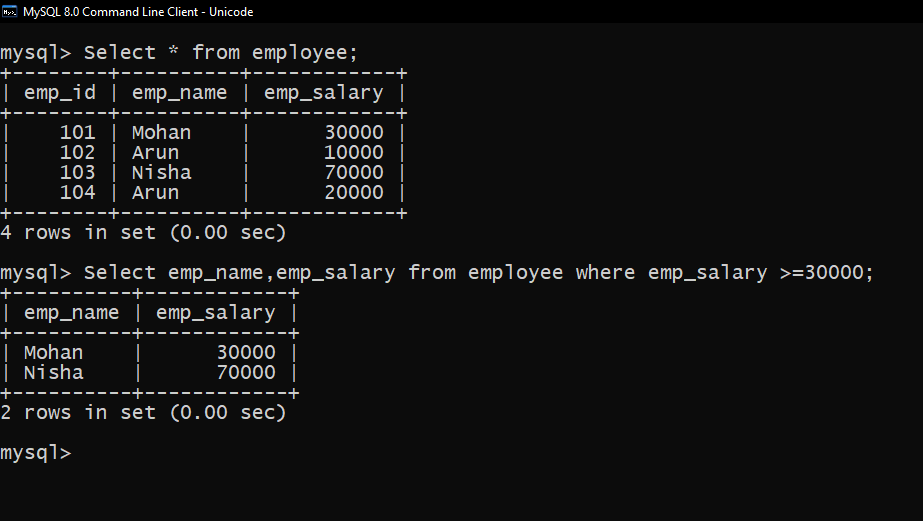 MySQL 8.0 Command Line Client - Unicode
mysql> Select * from employee;
+--------+----------+------------+
| emp_id | emp_name | emp_salary |
+--------+----------+------------+
|    101 | Mohan    |      30000 |
|    102 | Arun     |      10000 |
|    103 | Nisha    |      70000 |
|    104 | Arun     |      20000 |
+--------+----------+------------+
4 rows in set (0.00 sec)
mysql> Select emp_name,emp_salary from employee where emp_salary >=30000;
+----------+------------+
| emp_name | emp_salary |
+----------+------------+
| Mohan    |      30000 |
| Nisha    |      70000 |
+----------+------------+
2 rows in set (0.00 sec)
mysql>